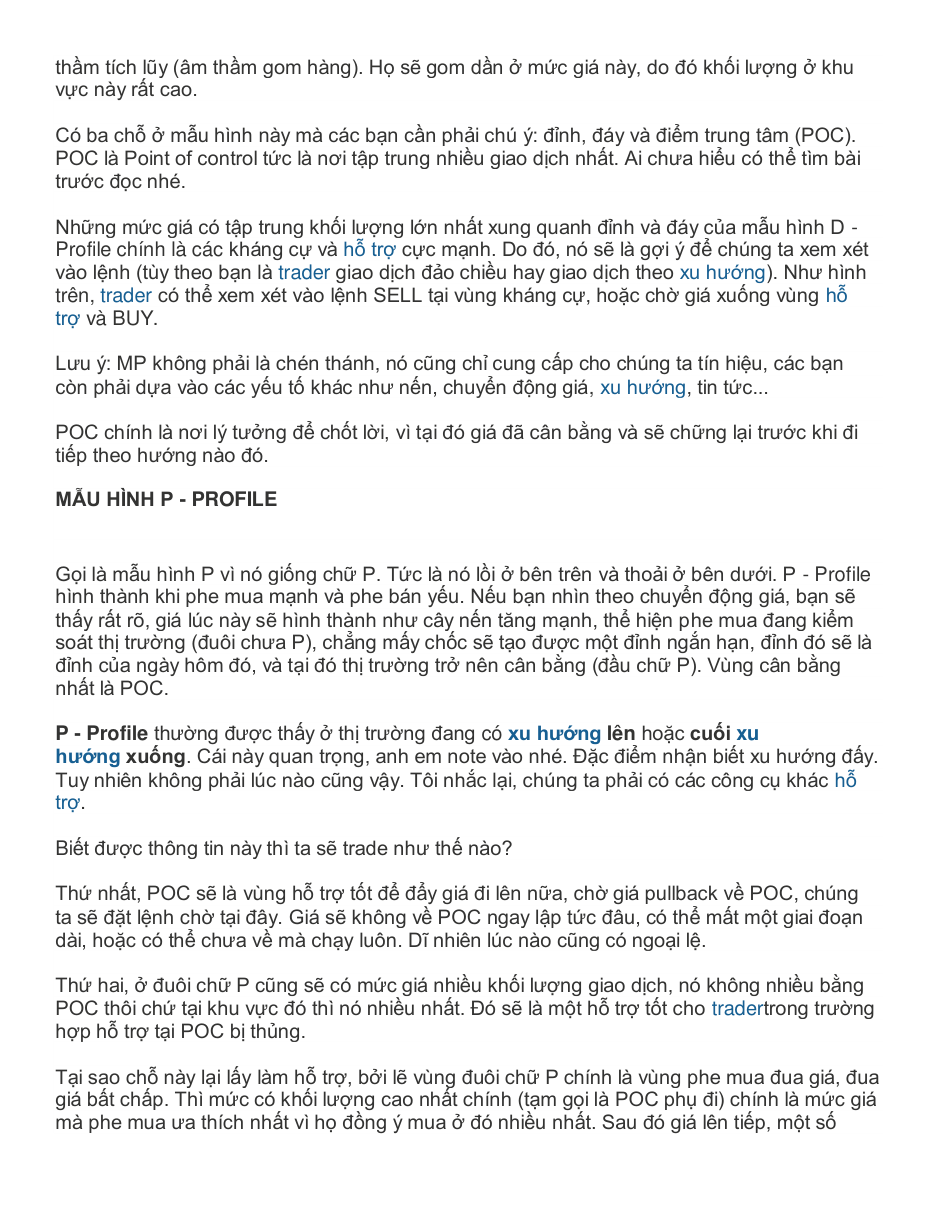 thầm tích lũy (âm thầm gom hàng). Họ sẽ gom dần ở mức giá này, do đó khối lượng ở khu
vực này rất cao.
Có ba chỗ ở mẫu hình này mà các bạn cần phải chú ý: đỉnh, đáy và điểm trung tâm (POC).
POC là Point of control tức là nơi tập trung nhiều giao dịch nhất. Ai chưa hiểu có thể tìm bài
trước đọc nhé.
Những mức giá có tập trung khối lượng lớn nhất xung quanh đỉnh và đáy của mẫu hình D -
Profile chính là các kháng cự và hỗ trợ cực mạnh. Do đó, nó sẽ là gợi ý để chúng ta xem xét
vào lệnh (tùy theo bạn là trader giao dịch đảo chiều hay giao dịch theo xu hướng). Như hình
trên, trader có thể xem xét vào lệnh SELL tại vùng kháng cự, hoặc chờ giá xuống vùng hỗ
trợ và BUY.
Lưu ý: MP không phải là chén thánh, nó cũng chỉ cung cấp cho chúng ta tín hiệu, các bạn
còn phải dựa vào các yếu tố khác như nến, chuyển động giá, xu hướng, tin tức...
POC chính là nơi lý tưởng để chốt lời, vì tại đó giá đã cân bằng và sẽ chững lại trước khi đi
tiếp theo hướng nào đó.
MẪU HÌNH P - PROFILE
Gọi là mẫu hình P vì nó giống chữ P. Tức là nó lồi ở bên trên và thoải ở bên dưới. P - Profile
hình thành khi phe mua mạnh và phe bán yếu. Nếu bạn nhìn theo chuyển động giá, bạn sẽ
thấy rất rõ, giá lúc này sẽ hình thành như cây nến tăng mạnh, thể hiện phe mua đang kiểm
soát thị trường (đuôi chưa P), chẳng mấy chốc sẽ tạo được một đỉnh ngắn hạn, đỉnh đó sẽ là
đỉnh của ngày hôm đó, và tại đó thị trường trở nên cân bằng (đầu chữ P). Vùng cân bằng
nhất là POC.
P - Profile thường được thấy ở thị trường đang có xu hướng lên hoặc cuối xu
hướng xuống. Cái này quan trọng, anh em note vào nhé. Đặc điểm nhận biết xu hướng đấy.
Tuy nhiên không phải lúc nào cũng vậy. Tôi nhắc lại, chúng ta phải có các công cụ khác hỗ
trợ.
Biết được thông tin này thì ta sẽ trade như thế nào?
Thứ nhất, POC sẽ là vùng hỗ trợ tốt để đẩy giá đi lên nữa, chờ giá pullback về POC, chúng
ta sẽ đặt lệnh chờ tại đây. Giá sẽ không về POC ngay lập tức đâu, có thể mất một giai đoạn
dài, hoặc có thể chưa về mà chạy luôn. Dĩ nhiên lúc nào cũng có ngoại lệ.
Thứ hai, ở đuôi chữ P cũng sẽ có mức giá nhiều khối lượng giao dịch, nó không nhiều bằng
POC thôi chứ tại khu vực đó thì nó nhiều nhất. Đó sẽ là một hỗ trợ tốt cho tradertrong trường
hợp hỗ trợ tại POC bị thủng.
Tại sao chỗ này lại lấy làm hỗ trợ, bởi lẽ vùng đuôi chữ P chính là vùng phe mua đua giá, đua
giá bất chấp. Thì mức có khối lượng cao nhất chính (tạm gọi là POC phụ đi) chính là mức giá
mà phe mua ưa thích nhất vì họ đồng ý mua ở đó nhiều nhất. Sau đó giá lên tiếp, một số